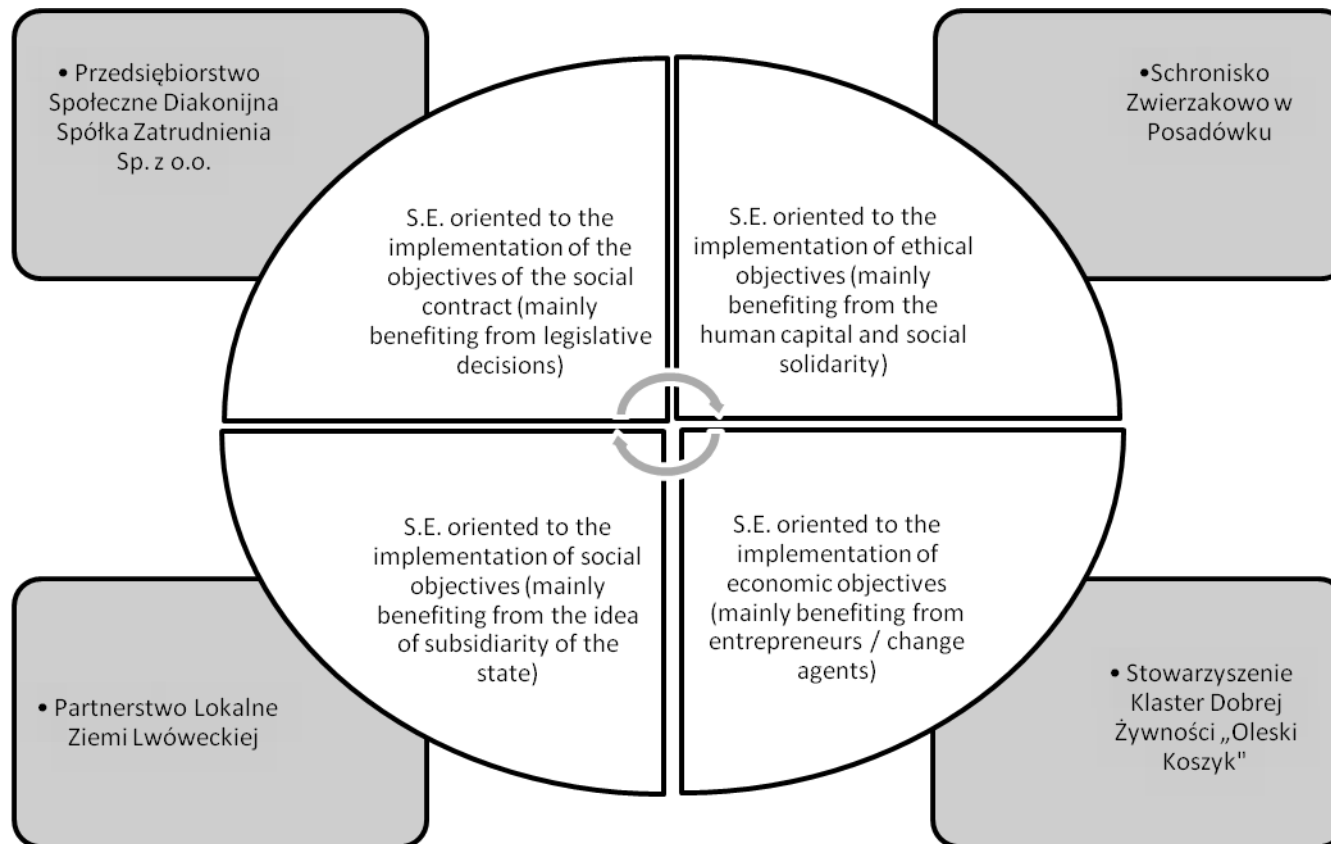 • Przedsiębiorstwo
Społeczne Diakonijna
Spółka Zatrudnienia
Sp. z o.o.
•Schronisko
Zwierzakowo w
Posadówku
S.E. oriented to the
implementation of the
objectives of the social
contract (mainly
benefiting from legislative
decisions)
S.E. oriented to the
implementation of ethical
objectives (mainly
benefiting from the
human capital and social
solidarity)
S.E. oriented to the
implementation of social
objectives (mainly
benefiting from the idea
of subsidiarity of the
state)
S.E. oriented to the
implementation of
economic objectives
(mainly benefiting from
entrepreneurs / change
agents)
• Partnerstwo Lokalne
Ziemi Lwóweckiej
• Stowarzyszenie
Klaster Dobrej
Żywności „Oleski
Koszyk"